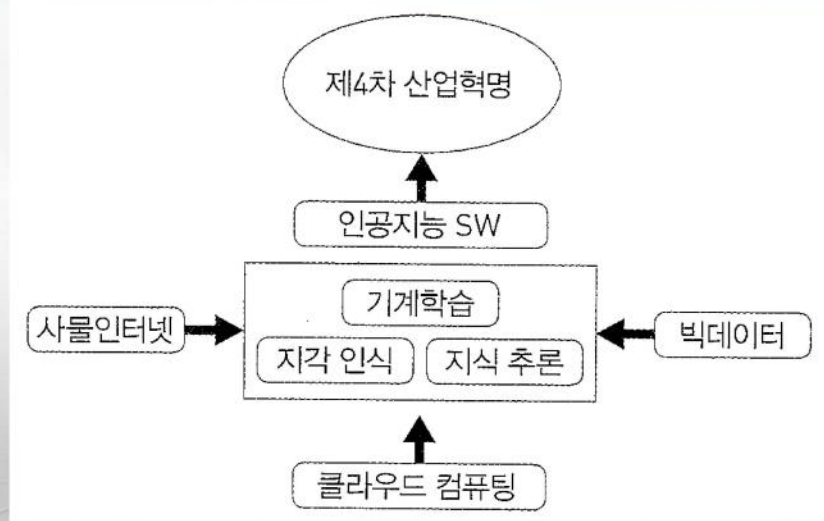 제4차 산업혁명
인공지능 SW
기계학습
사물인터넷
지각 인식
지식 추론
빅데이터
클라우드 컴퓨팅